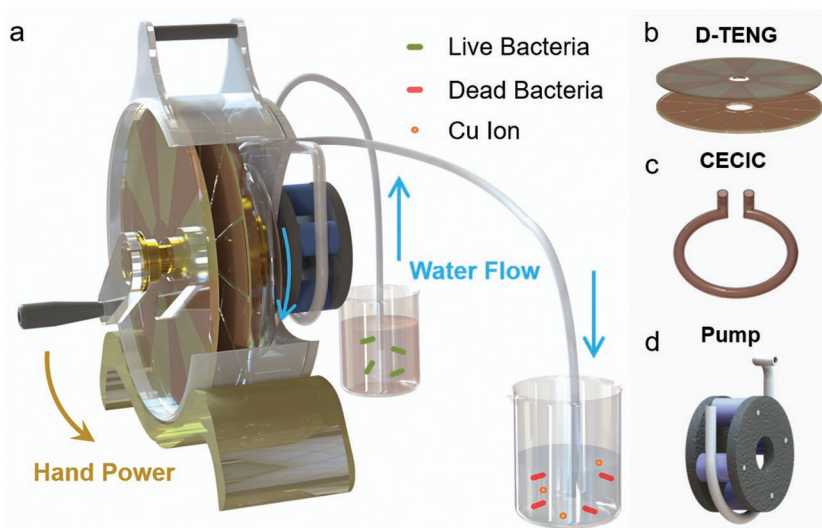 a
Live Bacteria
Dead Bacteria
Cu Ion
Water Flow
Hand Power
b
D-TENG
c
CECIC
d
Pump